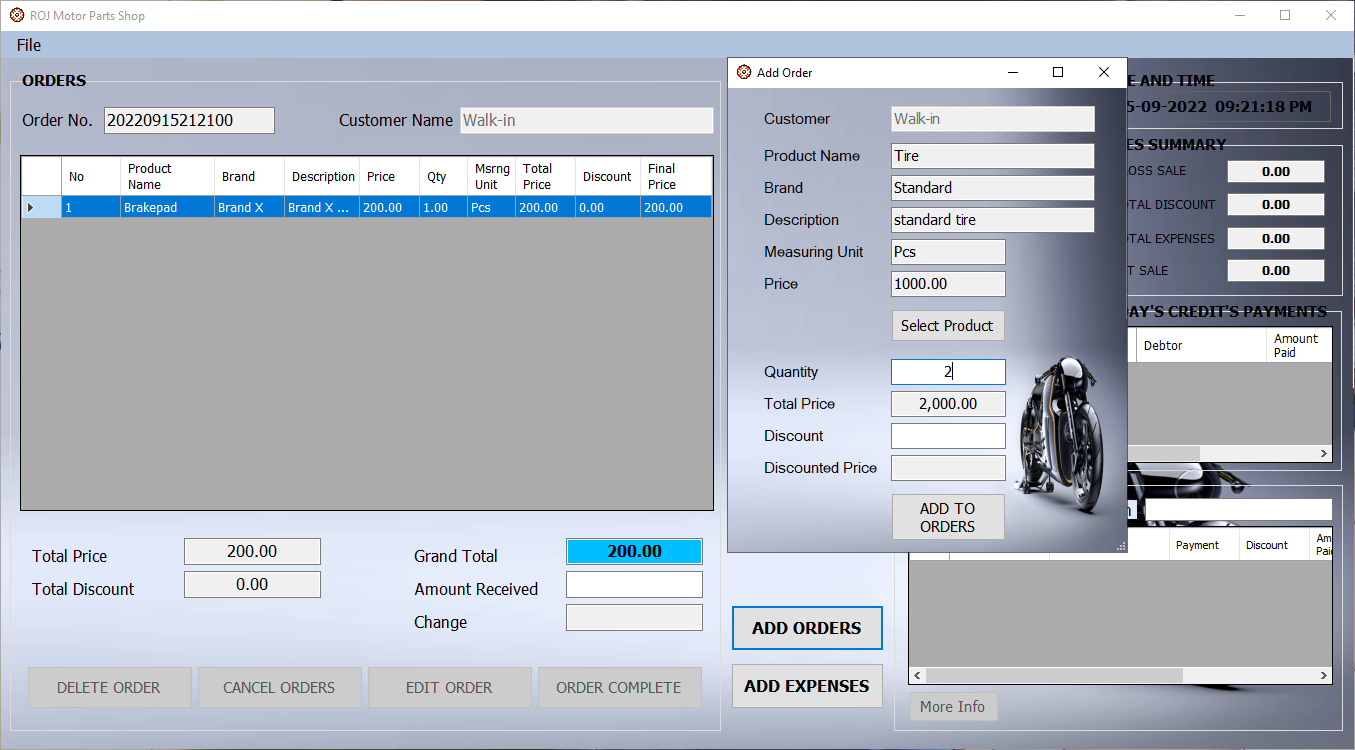 ROJ Motor Parts Shop
File
ORDERS
Order No. 20220915212100 Customer Name Walk-in
No Product Name Brand Description Price Qty Msrng Unit Total Price Discount Final Price
1 Brakepad Brand X Brand X ... 200.00 1.00 Pcs 200.00 0.00 200.00
Total Price 200.00
Total Discount 0.00
Grand Total 200.00
Amount Received
Change
DELETE ORDER CANCEL ORDERS EDIT ORDER ORDER COMPLETE
Add Order
Customer Walk-in
Product Name Tire
Brand Standard
Description standard tire
Measuring Unit Pcs
Price 1000.00
Select Product
Quantity 2
Total Price 2,000.00
Discount
Discounted Price
ADD TO
ORDERS
ADD ORDERS
ADD EXPENSES
E AND TIME
5-09-2022 09:21:18 PM
ES SUMMARY
OSS SALE 0.00
TAL DISCOUNT 0.00
TAL EXPENSES 0.00
T SALE 0.00
DAY'S CREDIT'S PAYMENTS
Debtor Amount Paid
Payment Discount
More Info